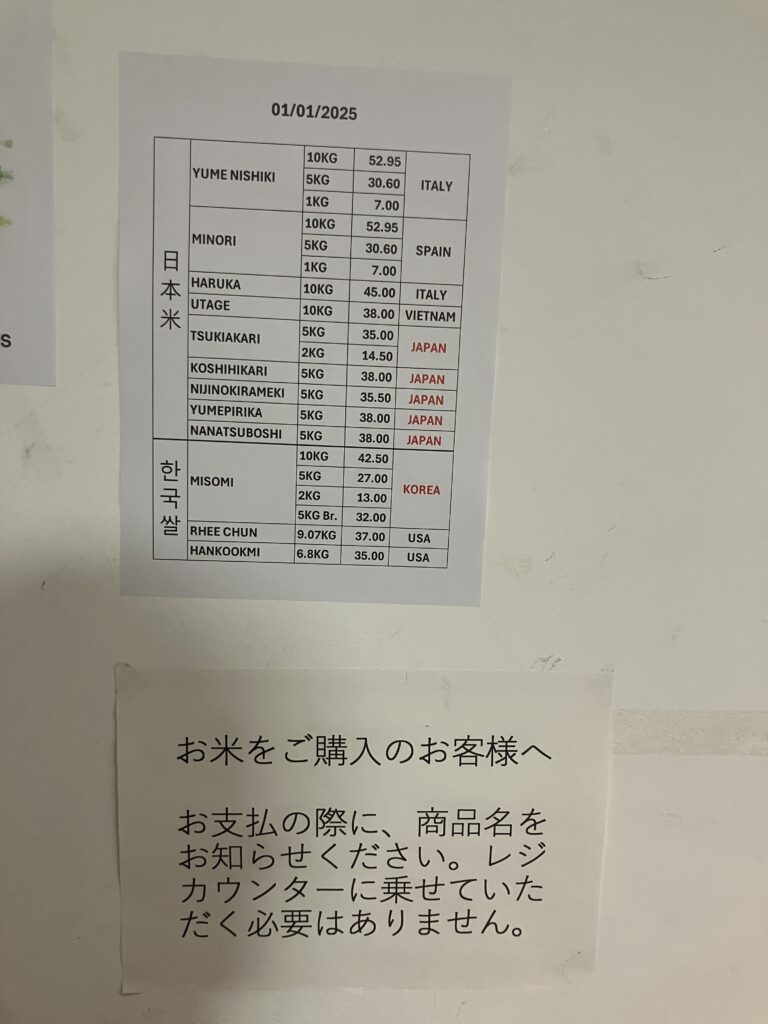 S
01/01/2025
日本米
YUME NISHIKI 10KG 52.95 ITALY
5KG 30.60
1KG 7.00
MINORI 10KG 52.95 SPAIN
5KG 30.60
1KG 7.00
HARUKA 10KG 45.00 ITALY
UTAGE 10KG 38.00 VIETNAM
TSUKIAKARI 5KG 35.00 JAPAN
2KG 14.50
KOSHIHIKARI 5KG 38.00 JAPAN
NIJINOKIRAMEKI 5KG 35.50 JAPAN
YUMEPIRIKA 5KG 38.00 JAPAN
NANATSUBOSHI 5KG 38.00 JAPAN
한국쌀
MISOMI 10KG 42.50 KOREA
5KG 27.00
2KG 13.00
5KG Br. 32.00
RHEE CHUN 9.07KG 37.00 USA
HANKOOKMI 6.8KG 35.00 USA
お米をご購入のお客様へ
お支払の際に、商品名を
お知らせください。レジ
カウンターに乗せていた
だく必要はありません。